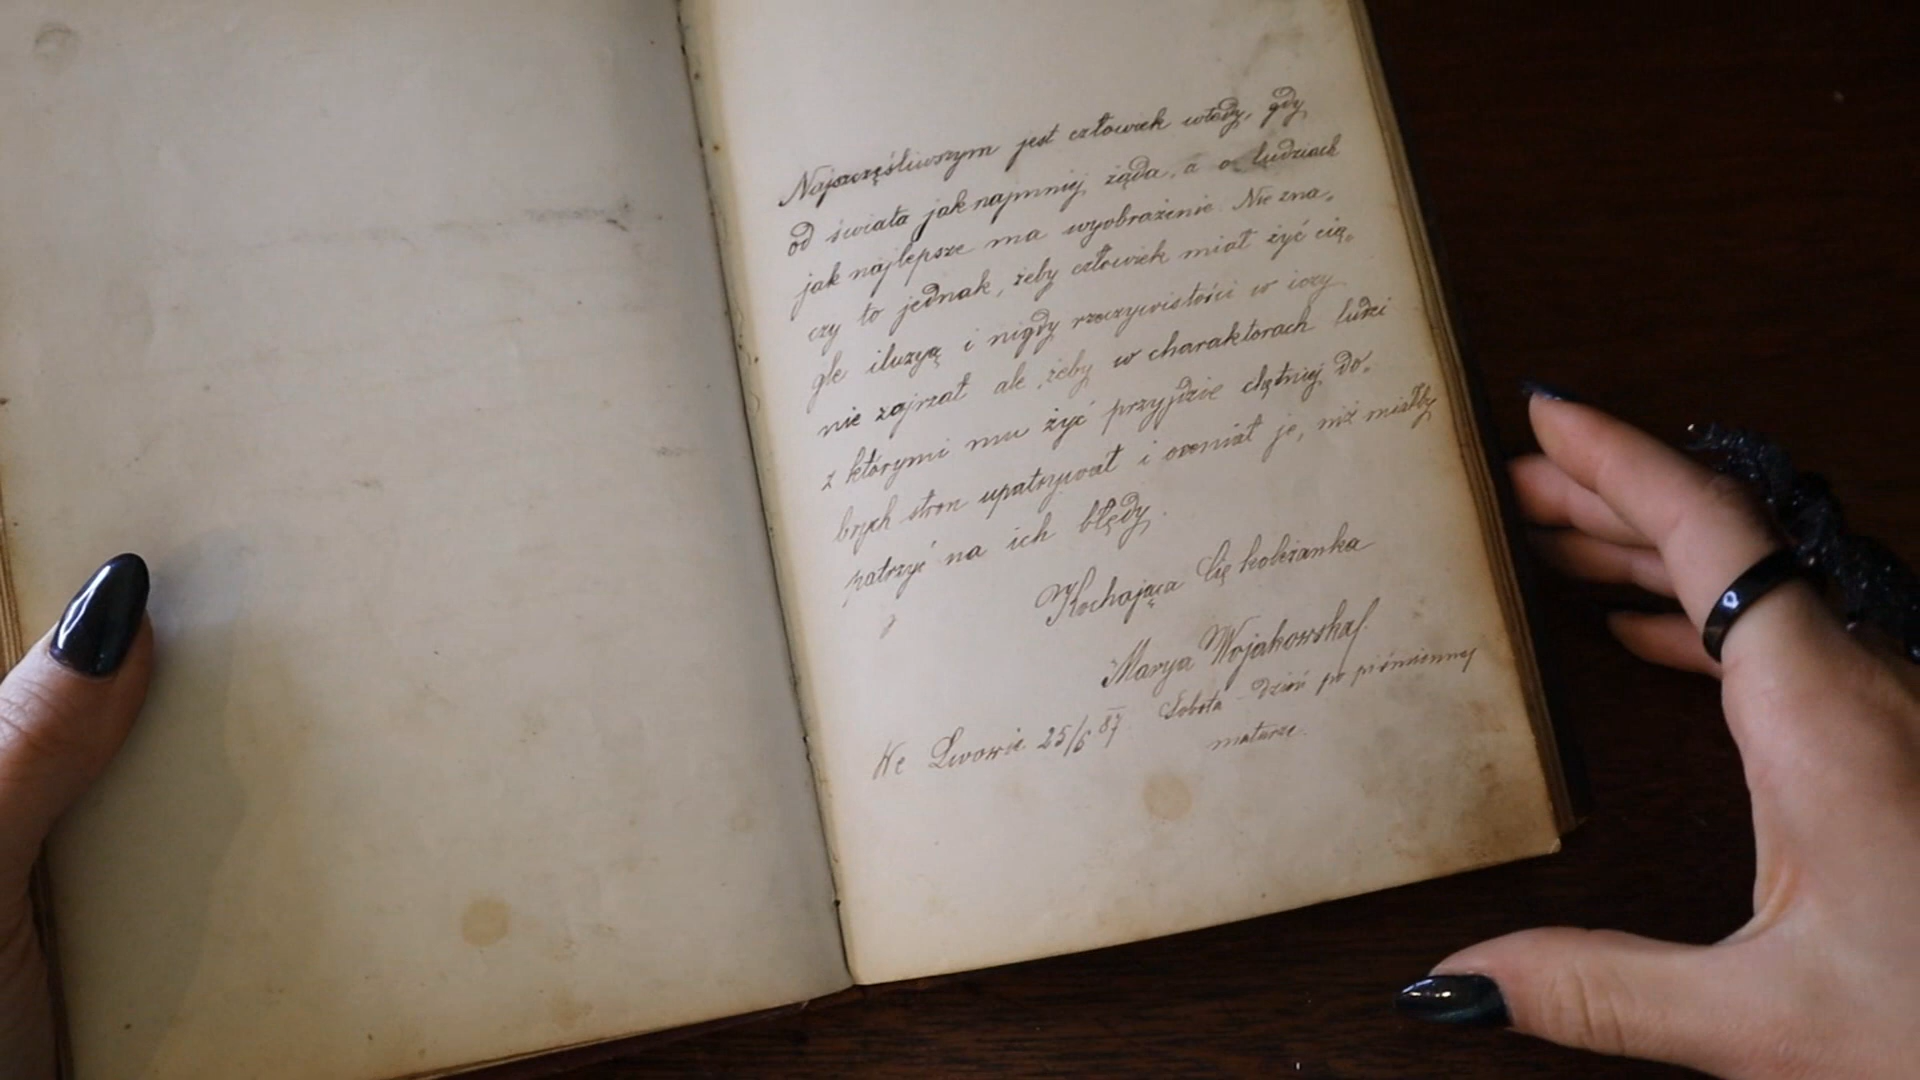 Najszczęśliwszym jest człowiek wtedy, gdy
od świata jak najmniej żąda, a o ludziach
jak najlepsze ma wyobrażenie. Nie zna„
czy to jednak, żeby człowiek miał żyć cią„
gle iluzyą i nigdy rzeczywistości w oczy
nie zajrzał ale, żeby w charakterach ludzi
z którymi mu żyć przyjdzie chętniej do„
brych stron upatrywał i oceniał je, niż miałby
patrzyć na ich błędy.
Kochająca Cię koleżanka
Marya Wojakowska
We Lwowie 25/6 87. Sobota - dzień po piśmiennej
maturze.